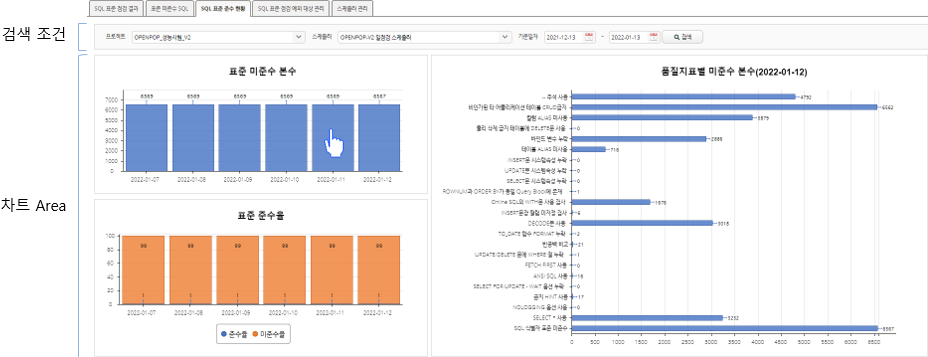 SQL 표준 점검 결과
표준 미준수 SQL
SQL 표준 준수 현황
SQL 표준 점검 예외 대상 관리
스케줄러 관리
검색 조건
프로젝트 OPENPOP_성능시험_V2 스케줄러 OPENPOP-V2 일점검 스케줄러 기준일자 2021-12-13 ~ 2022-01-13 검색
차트 Area
표준 미준수 본수
7000
6000
5000
4000
3000
2000
1000
0
6569 6569 6569 6569 6569 6567
2022-01-07 2022-01-08 2022-01-09 2022-01-10 2022-01-11 2022-01-12
표준 준수율
100
80
60
40
20
0
99 99 99 99 99 99
1 1 1 1 1 1
2022-01-07 2022-01-08 2022-01-09 2022-01-10 2022-01-11 2022-01-12
준수율 미준수율
품질지표별 미준수 본수(2022-01-12)
-- 주석 사용 4792
비인가된 타 어플리케이션 테이블 CRUD금지 6562
칼럼 ALIAS 미사용 3879
물리 삭제 금지 테이블에 DELETE문 사용 0
바인드 변수 누락 2886
테이블 ALIAS 미사용 716
INSERT문 시스템속성 누락 0
UPDATE문 시스템속성 누락 0
SELECT문 시스템속성 누락 0
ROWNUM과 ORDER BY가 동일 Query Block에 존재 1
Online SQL의 WITH문 사용 검사 1676
INSERT문장 칼럼 미지정 검사 6
DECODE문 사용 3018
TO_DATE 함수 FORMAT 누락 2
빈공백 비교 21
UPDATE/DELETE 문에 WHERE 절 누락 1
FETCH FIRST 사용 0
ANSI SQL 사용 16
SELECT FOR UPDATE - WAIT 옵션 누락 0
금지 HINT 사용 17
NOLOGGING 옵션 사용 0
SELECT * 사용 3232
SQL 식별자 표준 미준수 6567
0 500 1000 1500 2000 2500 3000 3500 4000 4500 5000 5500 6000 6500